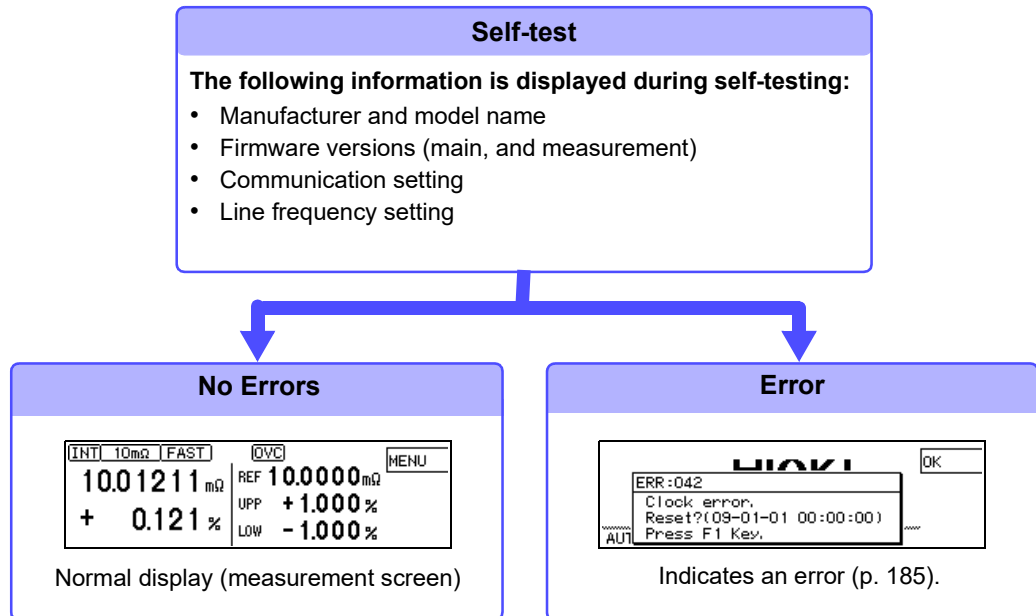 Self-test
The following information is displayed during self-testing:
• Manufacturer and model name
• Firmware versions (main, and measurement)
• Communication setting
• Line frequency setting
No Errors
INT 10mΩ FAST OVC MENU
10.01211 mΩ REF 10.0000mΩ
+ 0.121 % UPP +1.000 %
LOW -1.000 %
Normal display (measurement screen)
Error
OK
ERR:042
Clock error.
Reset?(09-01-01 00:00:00)
Press F1 Key.
Indicates an error (p. 185).